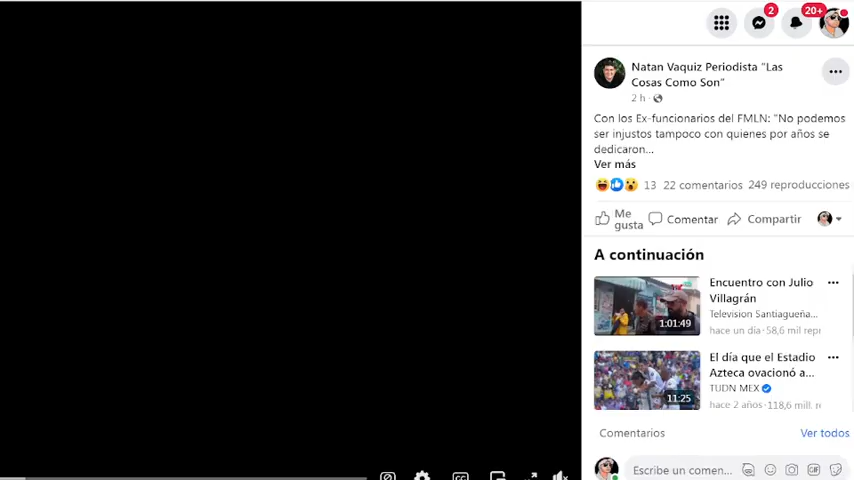 2
20+
Natan Vaquiz Periodista "Las
Cosas Como Son"
2 h ·
Con los Ex-funcionarios del FMLN: "No podemos
ser injustos tampoco con quienes por años se
dedicaron...
Ver más
13 22 comentarios 249 reproducciones
Me
gusta
Comentar
Compartir
A continuación
1:01:49
Encuentro con Julio
Villagrán
Television Santiagueña...
hace un día · 58,6 mil repr
11:25
El día que el Estadio
Azteca ovacionó a...
TUDN MEX
hace 2 años · 118,6 mil r
Comentarios
Ver todos
CC
Escribe un comen...
GIF